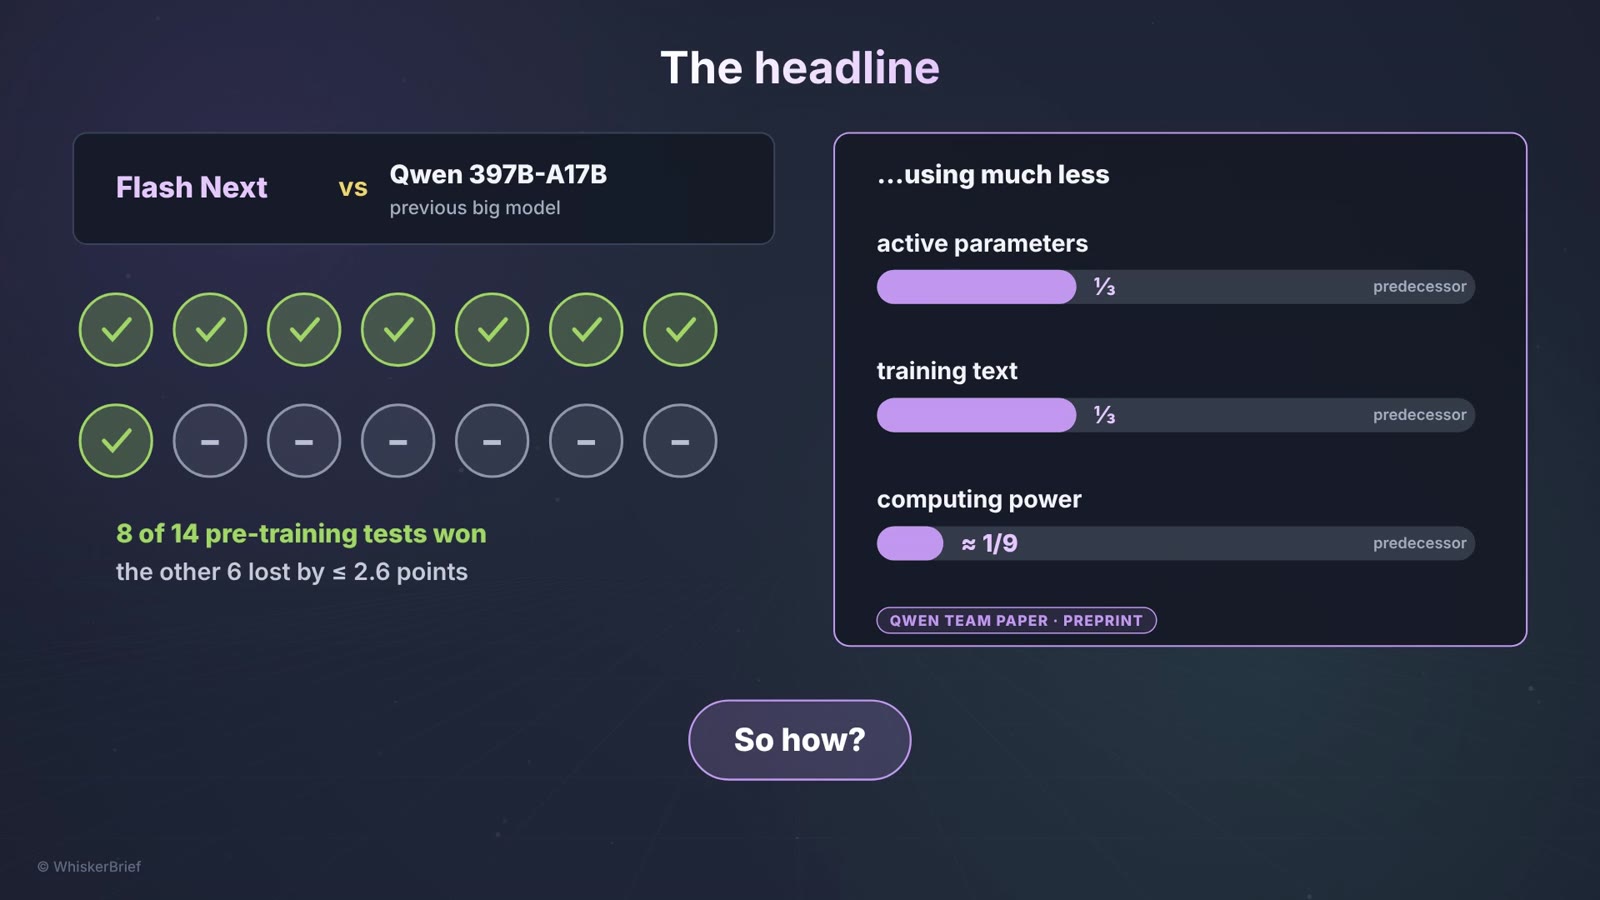 The headline
Flash Next
vs
Qwen 397B-A17B
previous big model
8 of 14 pre-training tests won
the other 6 lost by ≤ 2.6 points
...using much less
active parameters
⅓
predecessor
training text
⅓
predecessor
computing power
≈ 1/9
predecessor
QWEN TEAM PAPER · PREPRINT
So how?
© WhiskerBrief